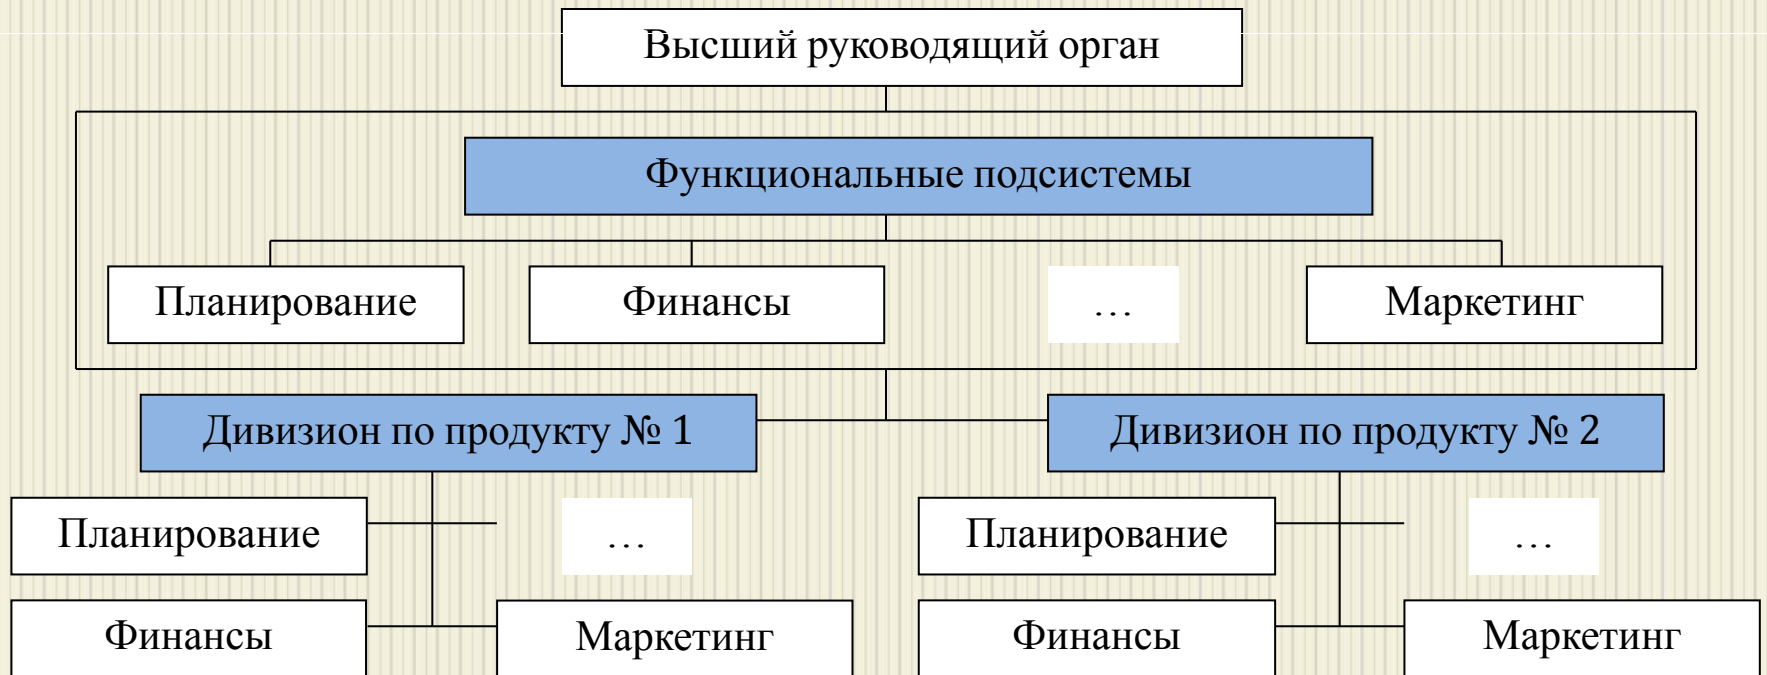 Высший руководящий орган
Функциональные подсистемы
Планирование
Финансы
…
Маркетинг
Дивизион по продукту № 1
Дивизион по продукту № 2
Планирование
…
Планирование
…
Финансы
Маркетинг
Финансы
Маркетинг